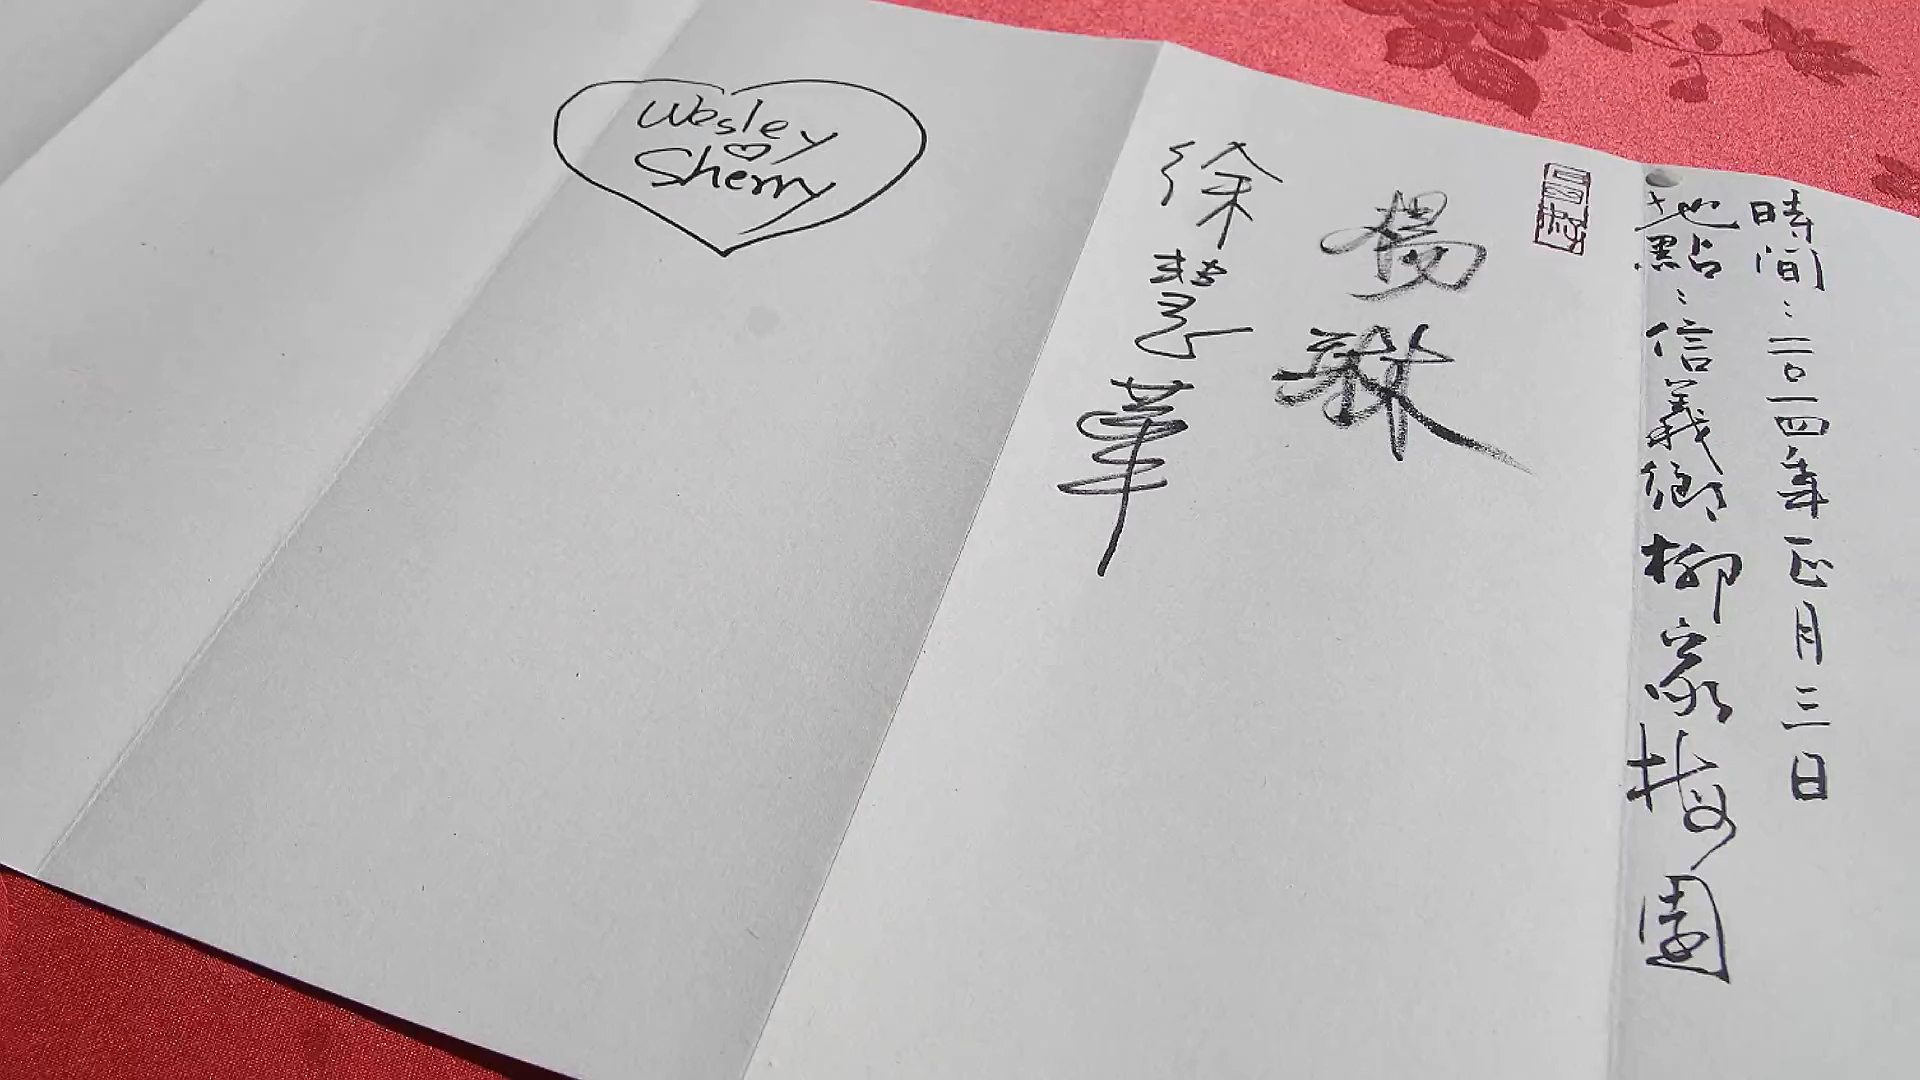 時間：二〇一四年正月三日
地點：信義鄉柳家梅園
楊
徐慧華
Wesley
Sherry